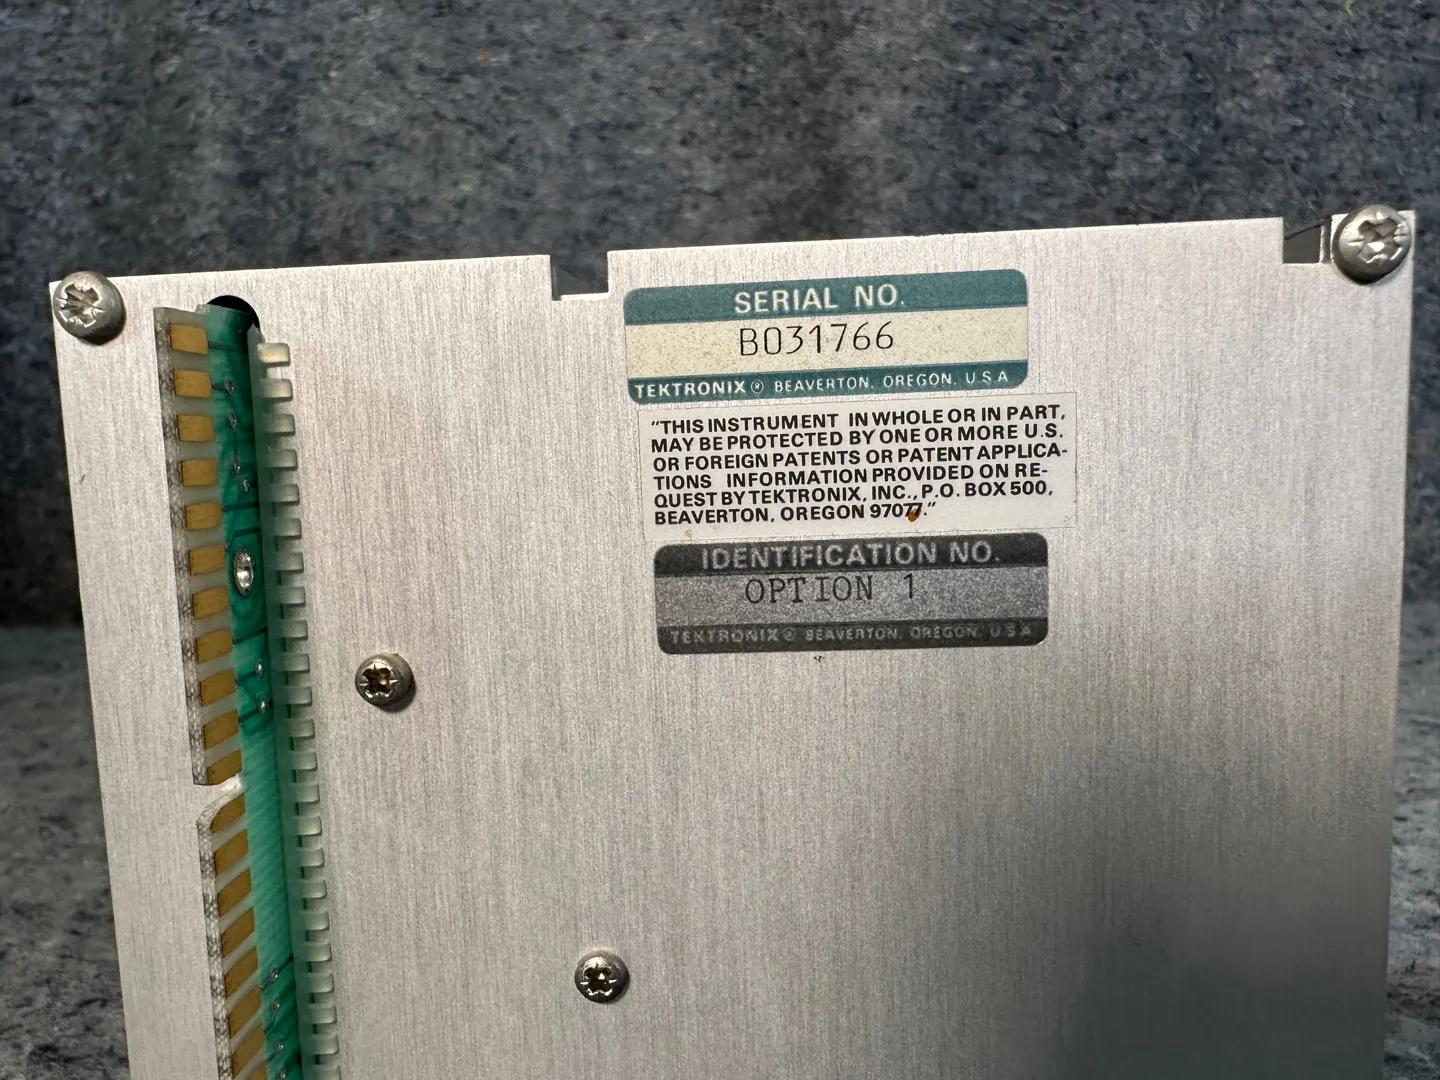 SERIAL NO.
B031766
TEKTRONIX® BEAVERTON, OREGON, U.S.A
"THIS INSTRUMENT IN WHOLE OR IN PART,
MAY BE PROTECTED BY ONE OR MORE U.S.
OR FOREIGN PATENTS OR PATENT APPLICA-
TIONS INFORMATION PROVIDED ON RE-
QUEST BY TEKTRONIX, INC., P.O. BOX 500,
BEAVERTON, OREGON 97077."
IDENTIFICATION NO.
OPTION 1
TEKTRONIX® BEAVERTON, OREGON, U.S.A